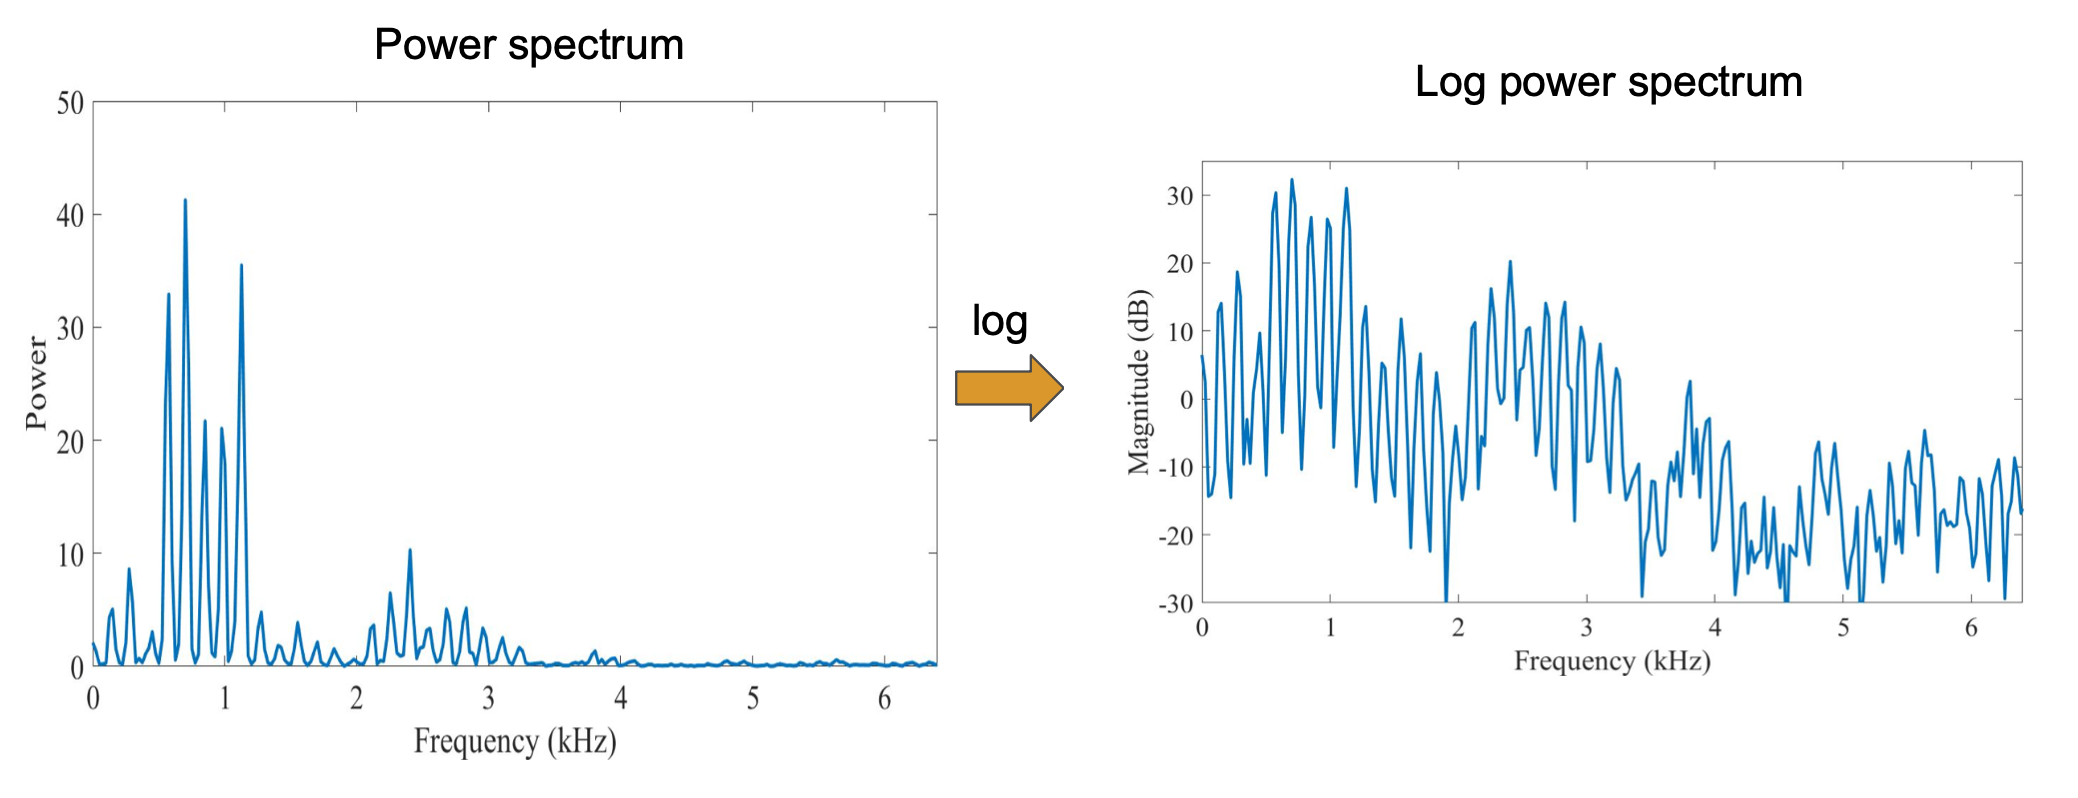 Power spectrum
50
40
30
20
10
0
Power
0 1 2 3 4 5 6
Frequency (kHz)
log
Log power spectrum
30
20
10
0
-10
-20
-30
Magnitude (dB)
0 1 2 3 4 5 6
Frequency (kHz)